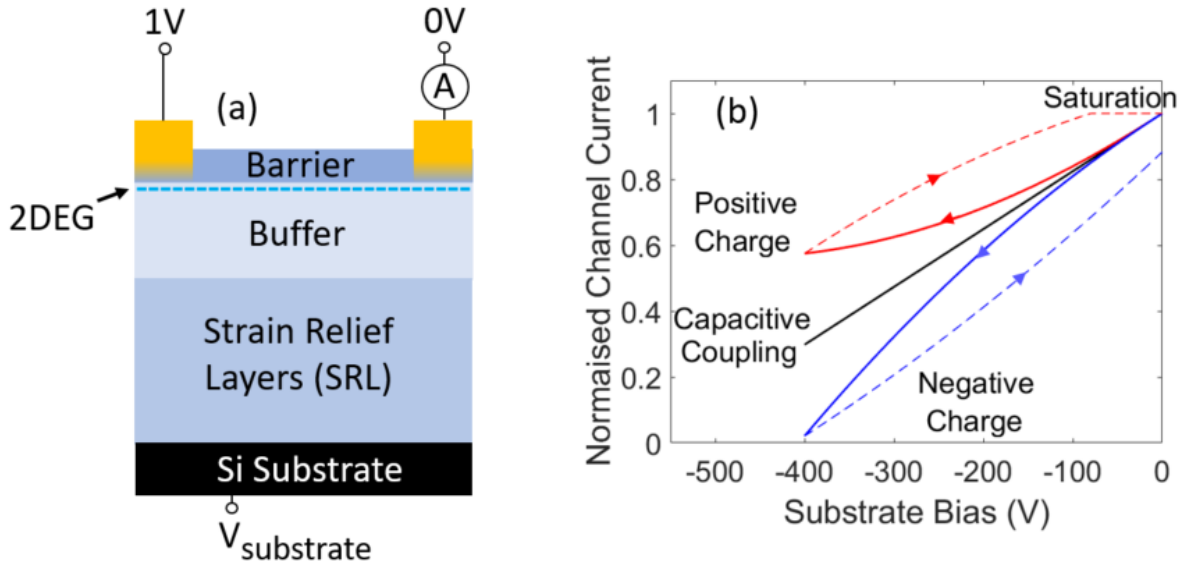 1V
0V
A
(a)
Barrier
2DEG
Buffer
Strain Relief
Layers (SRL)
Si Substrate
Vsubstrate
Normaised Channel Current
1
0.8
0.6
0.4
0.2
0
(b)
Saturation
Positive
Charge
Capacitive
Coupling
Negative
Charge
-500 -400 -300 -200 -100 0
Substrate Bias (V)